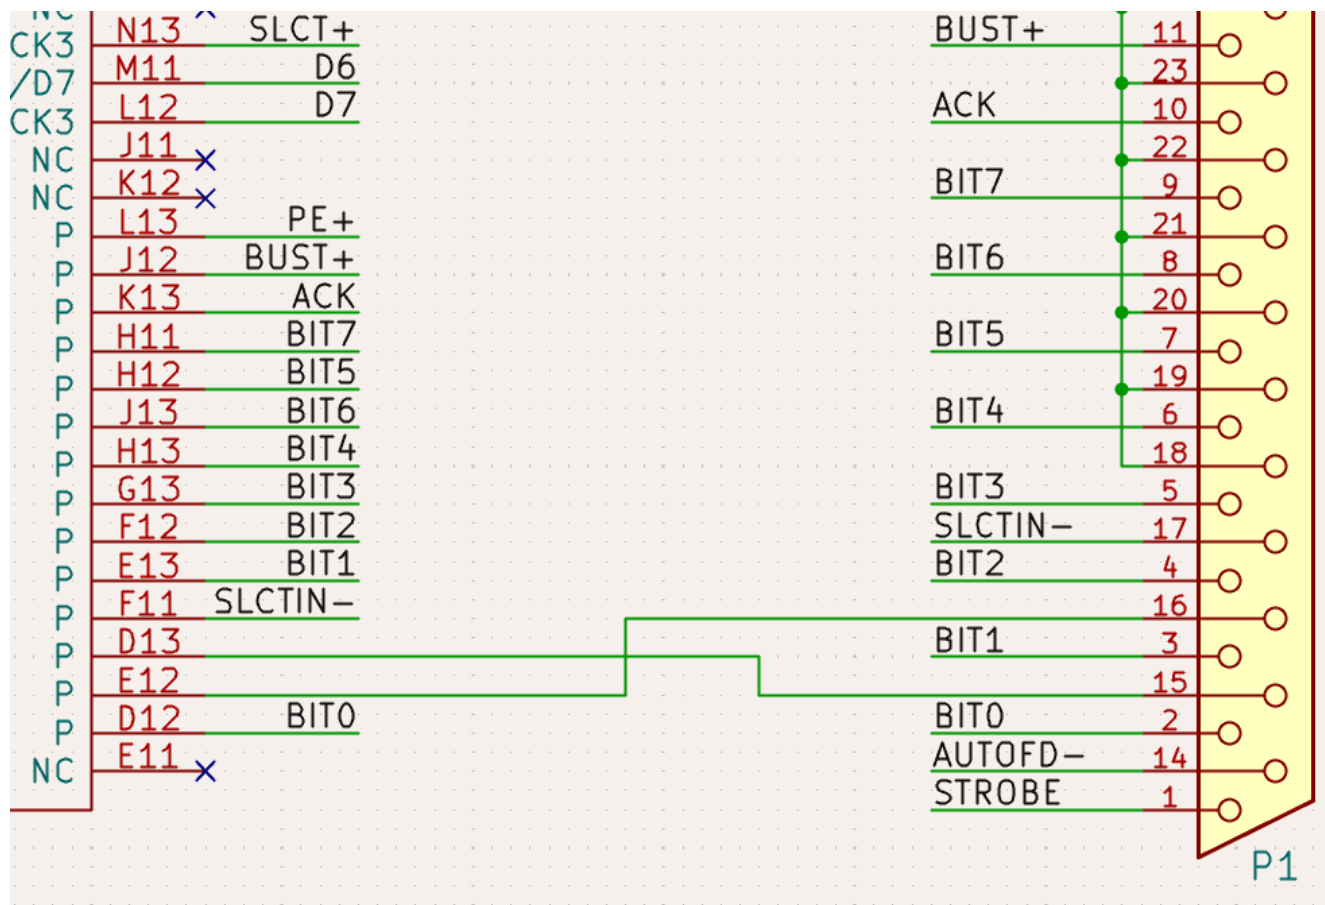 NC
CK3 N13 SLCT+ BUST+ 11
/D7 M11 D6 23
CK3 L12 D7 ACK 10
NC J11 22
NC K12 BIT7 9
P L13 PE+ 21
P J12 BUST+ BIT6 8
P K13 ACK 20
P H11 BIT7 BIT5 7
P H12 BIT5 19
P J13 BIT6 BIT4 6
P H13 BIT4 18
P G13 BIT3 BIT3 5
P F12 BIT2 SLCTIN- 17
P E13 BIT1 BIT2 4
P F11 SLCTIN- 16
P D13 BIT1 3
P E12 15
P D12 BIT0 BIT0 2
NC E11 AUTOFD- 14
STROBE 1
P1